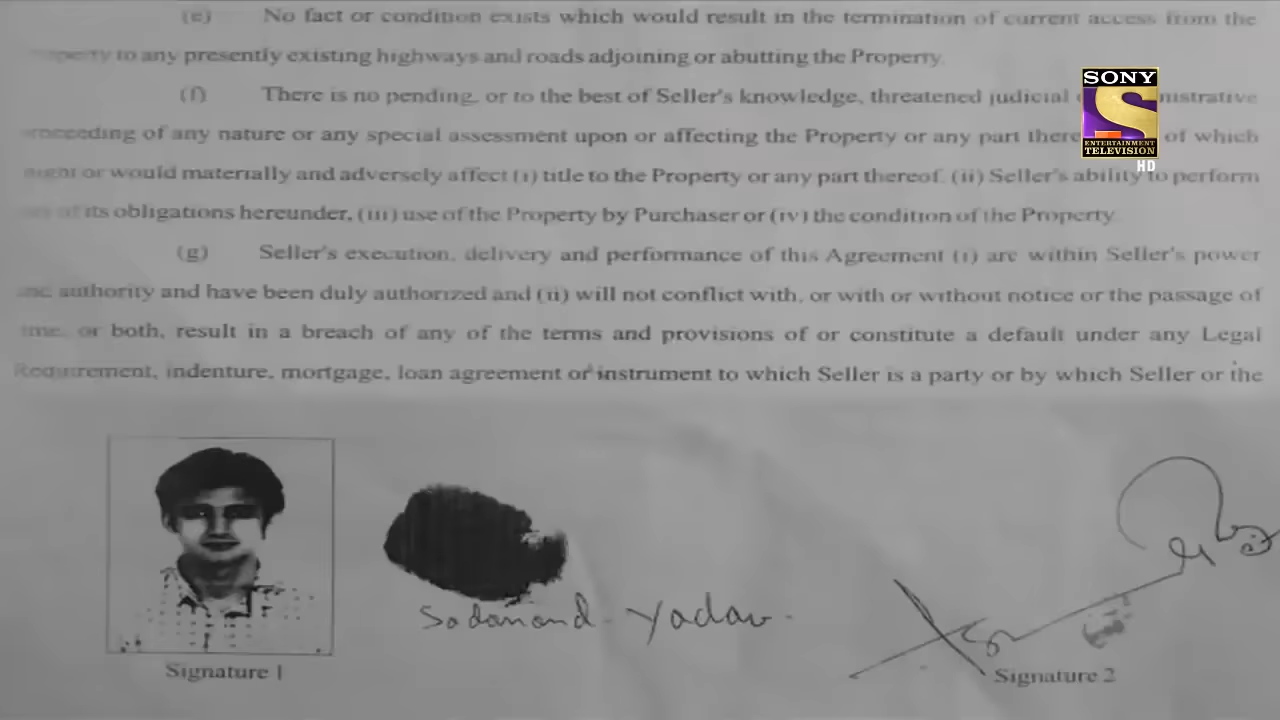 (e) No fact or condition exists which would result in the termination of current access from the
to any presently existing highways and roads adjoining or abutting the Property.
(f) There is no pending, or to the best of Seller's knowledge, threatened judicial
proceeding of any nature or any special assessment upon or affecting the Property or any part of which
might or would materially and adversely affect (i) title to the Property or any part thereof, (ii) Seller's ability to perform
of its obligations hereunder, (iii) use of the Property by Purchaser or (iv) the condition of the Property.
(g) Seller's execution, delivery and performance of this Agreement (i) are within Seller's power
authority and have been duly authorized and (ii) will not conflict with, or with or without notice or the passage of
time, or both, result in a breach of any of the terms and provisions of or constitute a default under any Legal
Requirement, indenture, mortgage, loan agreement or instrument to which Seller is a party or by which Seller or the
SONY
ENTERTAINMENT
TELEVISION
HD
Sadanand Yadav
Signature 1
Signature 2